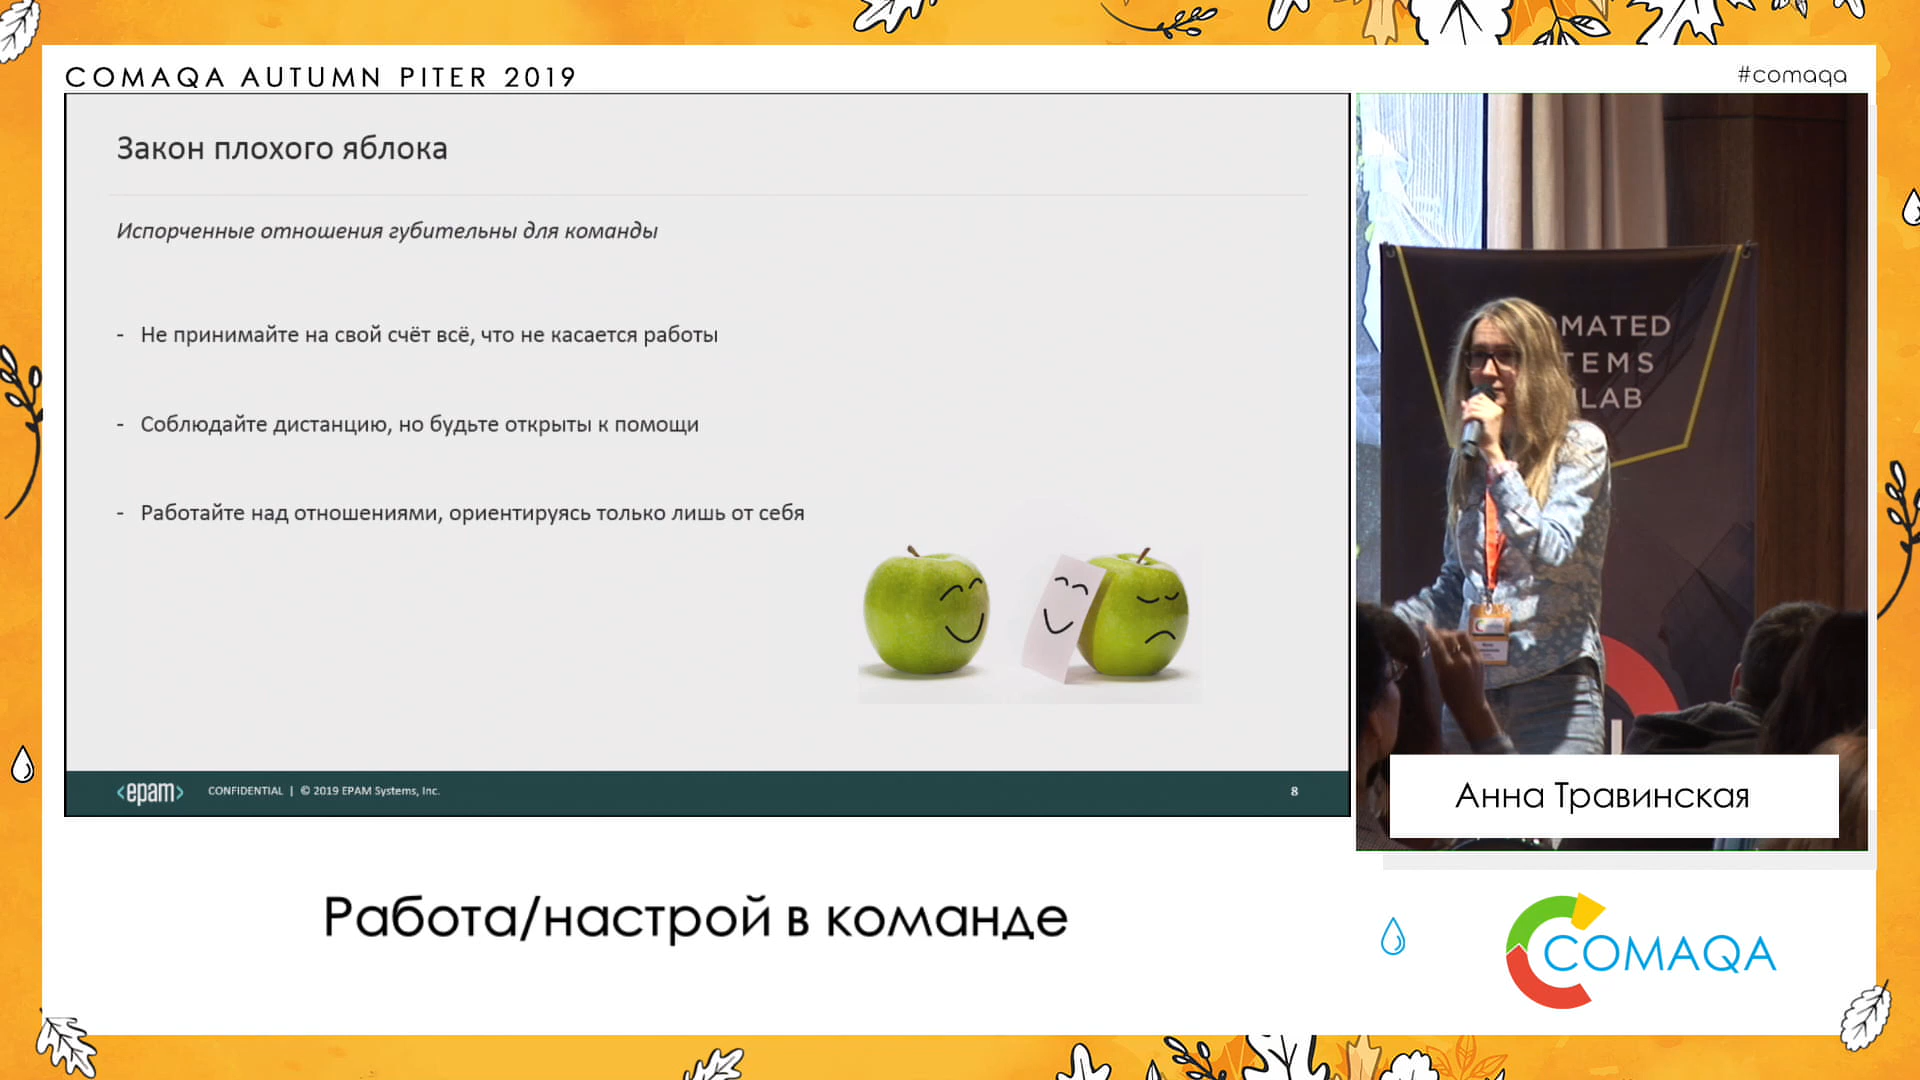 COMAQA AUTUMN PITER 2019
#comaqa
Закон плохого яблока
Испорченные отношения губительны для команды
- Не принимайте на свой счёт всё, что не касается работы
- Соблюдайте дистанцию, но будьте открыты к помощи
- Работайте над отношениями, ориентируясь только лишь от себя
<epam> CONFIDENTIAL | © 2019 EPAM Systems, Inc. 8
OMATED
TEMS
LAB
Анна Травинская
Работа/настрой в команде
COMAQA